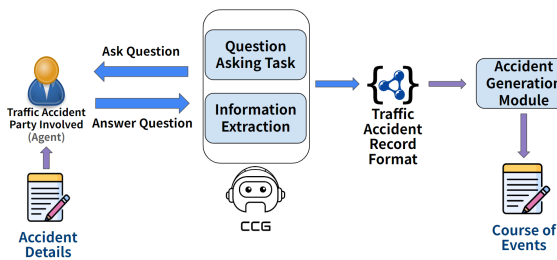 Ask Question
Traffic Accident
Party Involved
(Agent)
Answer Question
Accident
Details
Question
Asking Task
Information
Extraction
CCG
{ }
Traffic
Accident
Record
Format
Accident
Generation
Module
Course of
Events